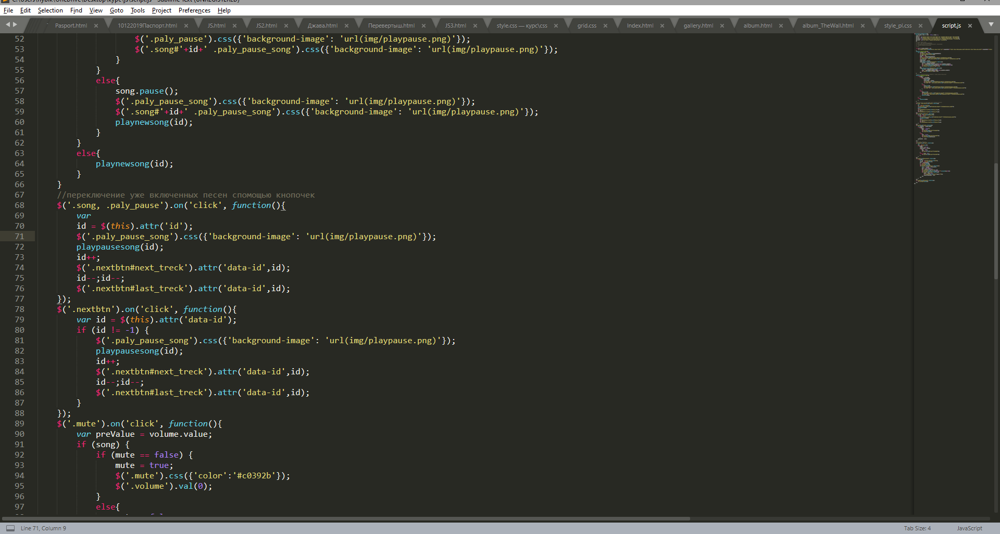 File Edit Selection Find View Goto Tools Project Preferences Help
Pasport.html 10122019Паспорт.html JS.html JS2.html Джава.html Перевертыш.html JS3.html style.css — курс\css grid.css Index.html gallery.html album.html album_TheWall.html style_pl.css script.js
52 $('.paly_pause').css({'background-image': 'url(img/playpause.png)'});
53 $('.song#'+id+' .paly_pause_song').css({'background-image': 'url(img/playpause.png)'});
54 }
55 }
56 else{
57 song.pause();
58 $('.paly_pause_song').css({'background-image': 'url(img/playpause.png)'});
59 $('.song#'+id+' .paly_pause_song').css({'background-image': 'url(img/playpause.png)'});
60 playnewsong(id);
61 }
62 }
63 else{
64 playnewsong(id);
65 }
66 }
67 //переключение уже включенных песен спомощью кнопочек
68 $('.song, .paly_pause').on('click', function(){
69 var
70 id = $(this).attr('id');
71 $('.paly_pause_song').css({'background-image': 'url(img/playpause.png)'});
72 playpausesong(id);
73 id++;
74 $('.nextbtn#next_treck').attr('data-id',id);
75 id--;id--;
76 $('.nextbtn#last_treck').attr('data-id',id);
77 });
78 $('.nextbtn').on('click', function(){
79 var id = $(this).attr('data-id');
80 if (id != -1) {
81 $('.paly_pause_song').css({'background-image': 'url(img/playpause.png)'});
82 playpausesong(id);
83 id++;
84 $('.nextbtn#next_treck').attr('data-id',id);
85 id--;id--;
86 $('.nextbtn#last_treck').attr('data-id',id);
87 }
88 });
89 $('.mute').on('click', function(){
90 var preValue = volume.value;
91 if (song) {
92 if (mute == false) {
93 mute = true;
94 $('.mute').css({'color':'#c0392b'});
95 $('.volume').val(0);
96 }
97 else{
Line 71, Column 9 Tab Size: 4 JavaScript